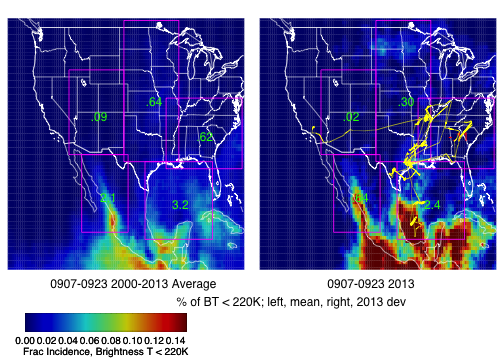 .09 .64 .62 3.2
.02 .30 2.4
0907-0923 2000-2013 Average 0907-0923 2013
% of BT < 220K; left, mean, right, 2013 dev
0.00 0.02 0.04 0.06 0.08 0.10 0.12 0.14
Frac Incidence, Brightness T < 220K